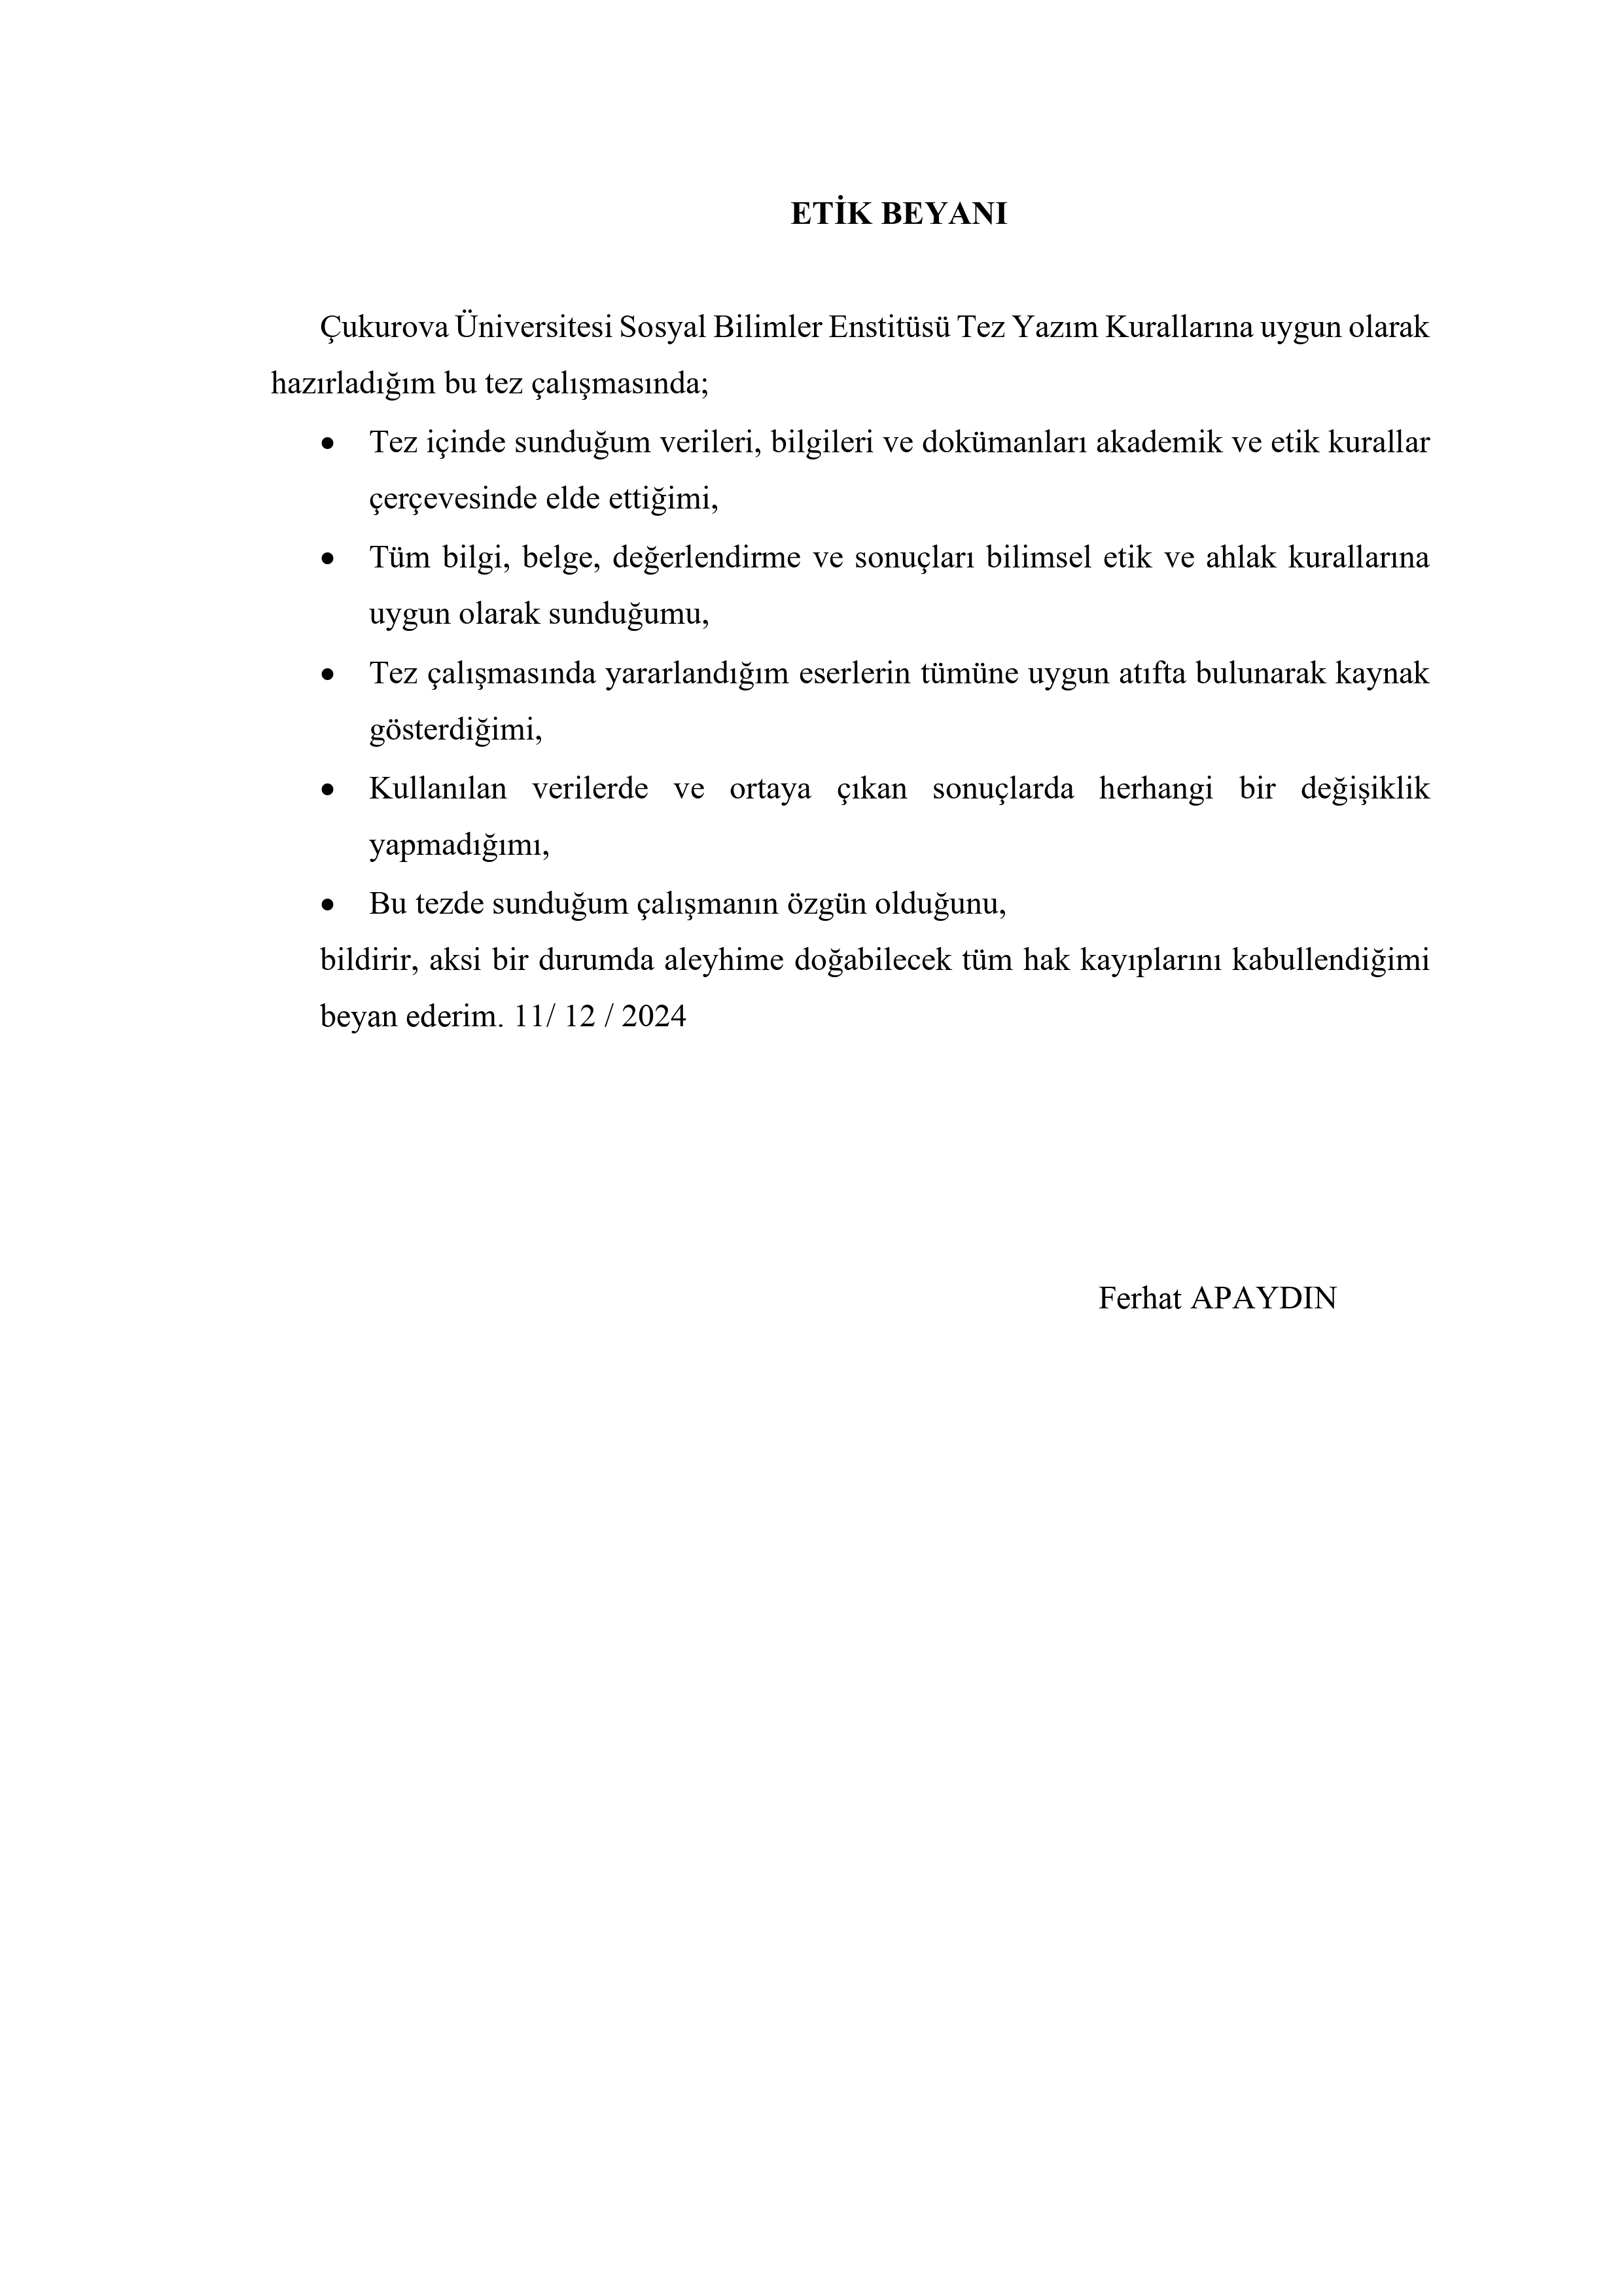 ETİK BEYANI
Çukurova Üniversitesi Sosyal Bilimler Enstitüsü Tez Yazım Kurallarına uygun olarak
hazırladığım bu tez çalışmasında;
• Tez içinde sunduğum verileri, bilgileri ve dokümanları akademik ve etik kurallar
çerçevesinde elde ettiğimi,
• Tüm bilgi, belge, değerlendirme ve sonuçları bilimsel etik ve ahlak kurallarına
uygun olarak sunduğumu,
• Tez çalışmasında yararlandığım eserlerin tümüne uygun atıfta bulunarak kaynak
gösterdiğimi,
• Kullanılan verilerde ve ortaya çıkan sonuçlarda herhangi bir değişiklik
yapmadığımı,
• Bu tezde sunduğum çalışmanın özgün olduğunu,
bildirir, aksi bir durumda aleyhime doğabilecek tüm hak kayıplarını kabullendiğimi
beyan ederim. 11/ 12 / 2024
Ferhat APAYDIN